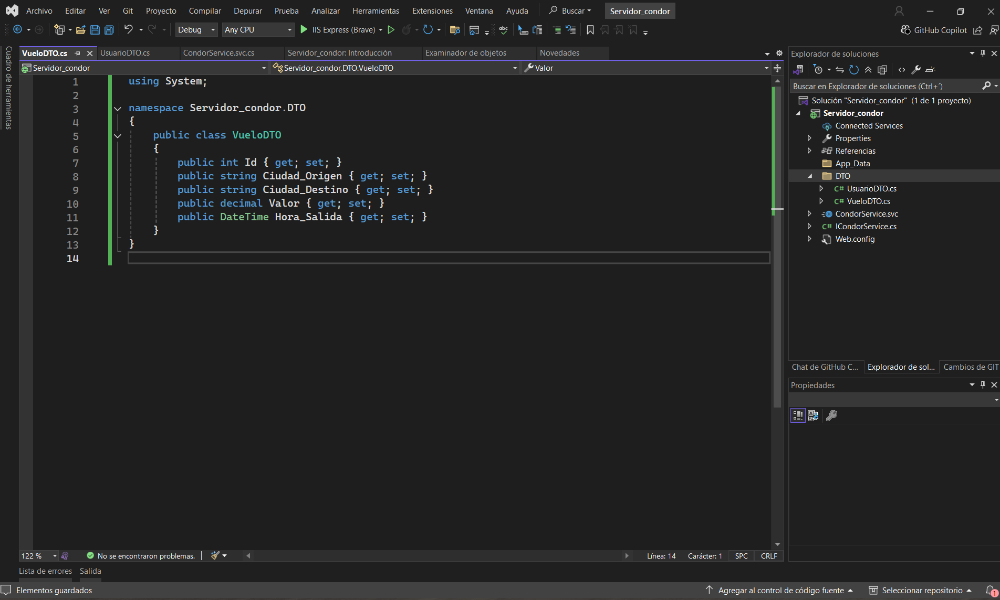 Archivo Editar Ver Git Proyecto Compilar Depurar Prueba Analizar Herramientas Extensiones Ventana Ayuda Buscar Servidor_condor
Debug Any CPU IIS Express (Brave) abc GitHub Copilot
Cuadro de herramientas
VueloDTO.cs UsuarioDTO.cs CondorService.svc.cs Servidor_condor: Introducción Examinador de objetos Novedades
Servidor_condor Servidor_condor.DTO.VueloDTO Valor
1 using System;
2
3 namespace Servidor_condor.DTO
4 {
5 public class VueloDTO
6 {
7 public int Id { get; set; }
8 public string Ciudad_Origen { get; set; }
9 public string Ciudad_Destino { get; set; }
10 public decimal Valor { get; set; }
11 public DateTime Hora_Salida { get; set; }
12 }
13 }
14
122 % No se encontraron problemas. Línea: 14 Carácter: 1 SPC CRLF
Lista de errores Salida
Explorador de soluciones
Buscar en Explorador de soluciones (Ctrl+´)
Solución "Servidor_condor" (1 de 1 proyecto)
Servidor_condor
Connected Services
Properties
Referencias
App_Data
DTO
C# UsuarioDTO.cs
C# VueloDTO.cs
CondorService.svc
C# ICondorService.cs
Web.config
Chat de GitHub C... Explorador de sol... Cambios de GIT
Propiedades
Elementos guardados Agregar al control de código fuente Seleccionar repositorio 1